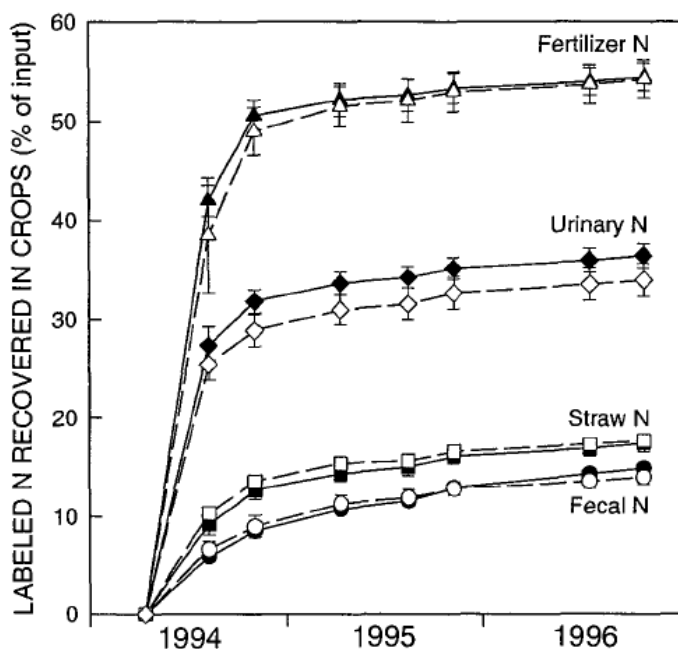 LABELED N RECOVERED IN CROPS (% of input)
60
50
40
30
20
10
0
Fertilizer N
Urinary N
Straw N
Fecal N
1994 1995 1996